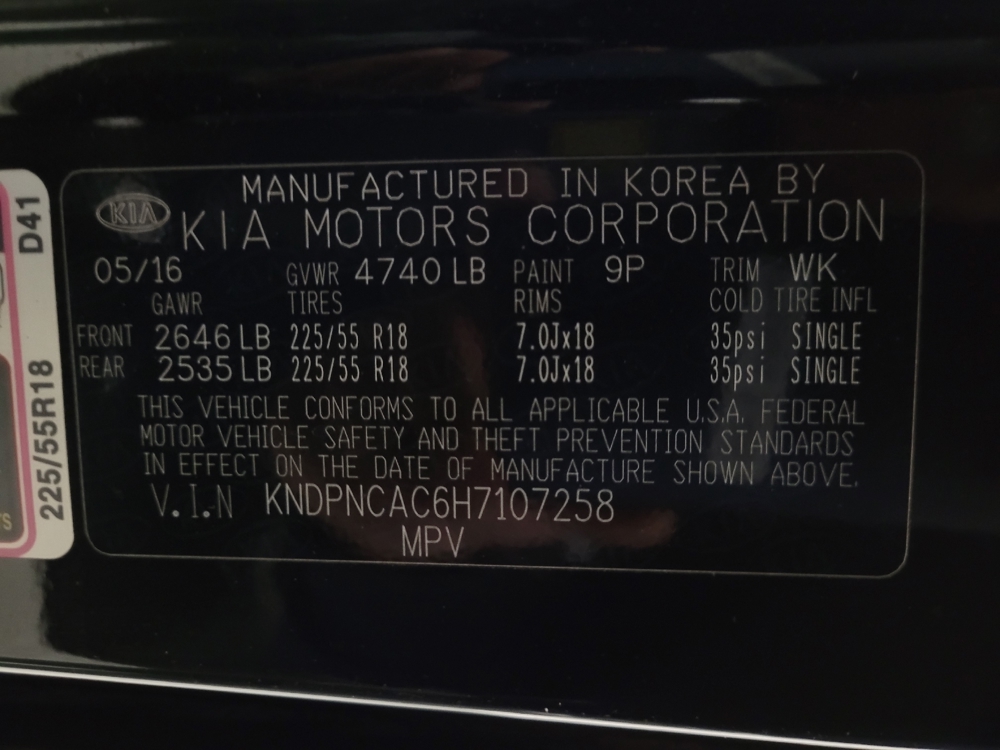 D41
225/55R18
TS
KIA
MANUFACTURED IN KOREA BY
KIA MOTORS CORPORATION
05/16 GVWR 4740 LB PAINT 9P TRIM WK
GAWR TIRES RIMS COLD TIRE INFL
FRONT 2646 LB 225/55 R18 7.0Jx18 35psi SINGLE
REAR 2535 LB 225/55 R18 7.0Jx18 35psi SINGLE
THIS VEHICLE CONFORMS TO ALL APPLICABLE U.S.A. FEDERAL
MOTOR VEHICLE SAFETY AND THEFT PREVENTION STANDARDS
IN EFFECT ON THE DATE OF MANUFACTURE SHOWN ABOVE.
V.I.N KNDPNCAC6H7107258
MPV